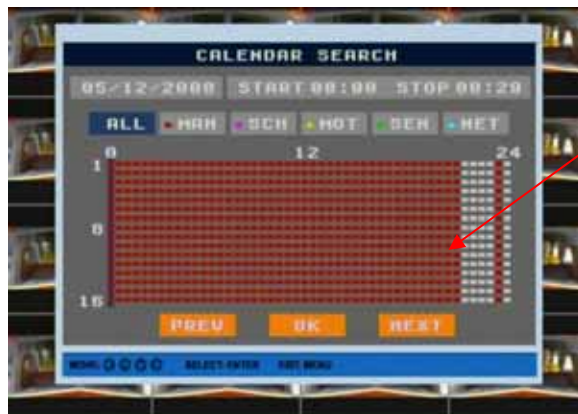 CALENDAR SEARCH
05/12/2008 START 00:00 STOP 00:29
ALL MAN SCH MOT SEN NET
0 12 24
1
8
16
PREV OK NEXT
MOVE: SELECT:ENTER EXIT:MENU